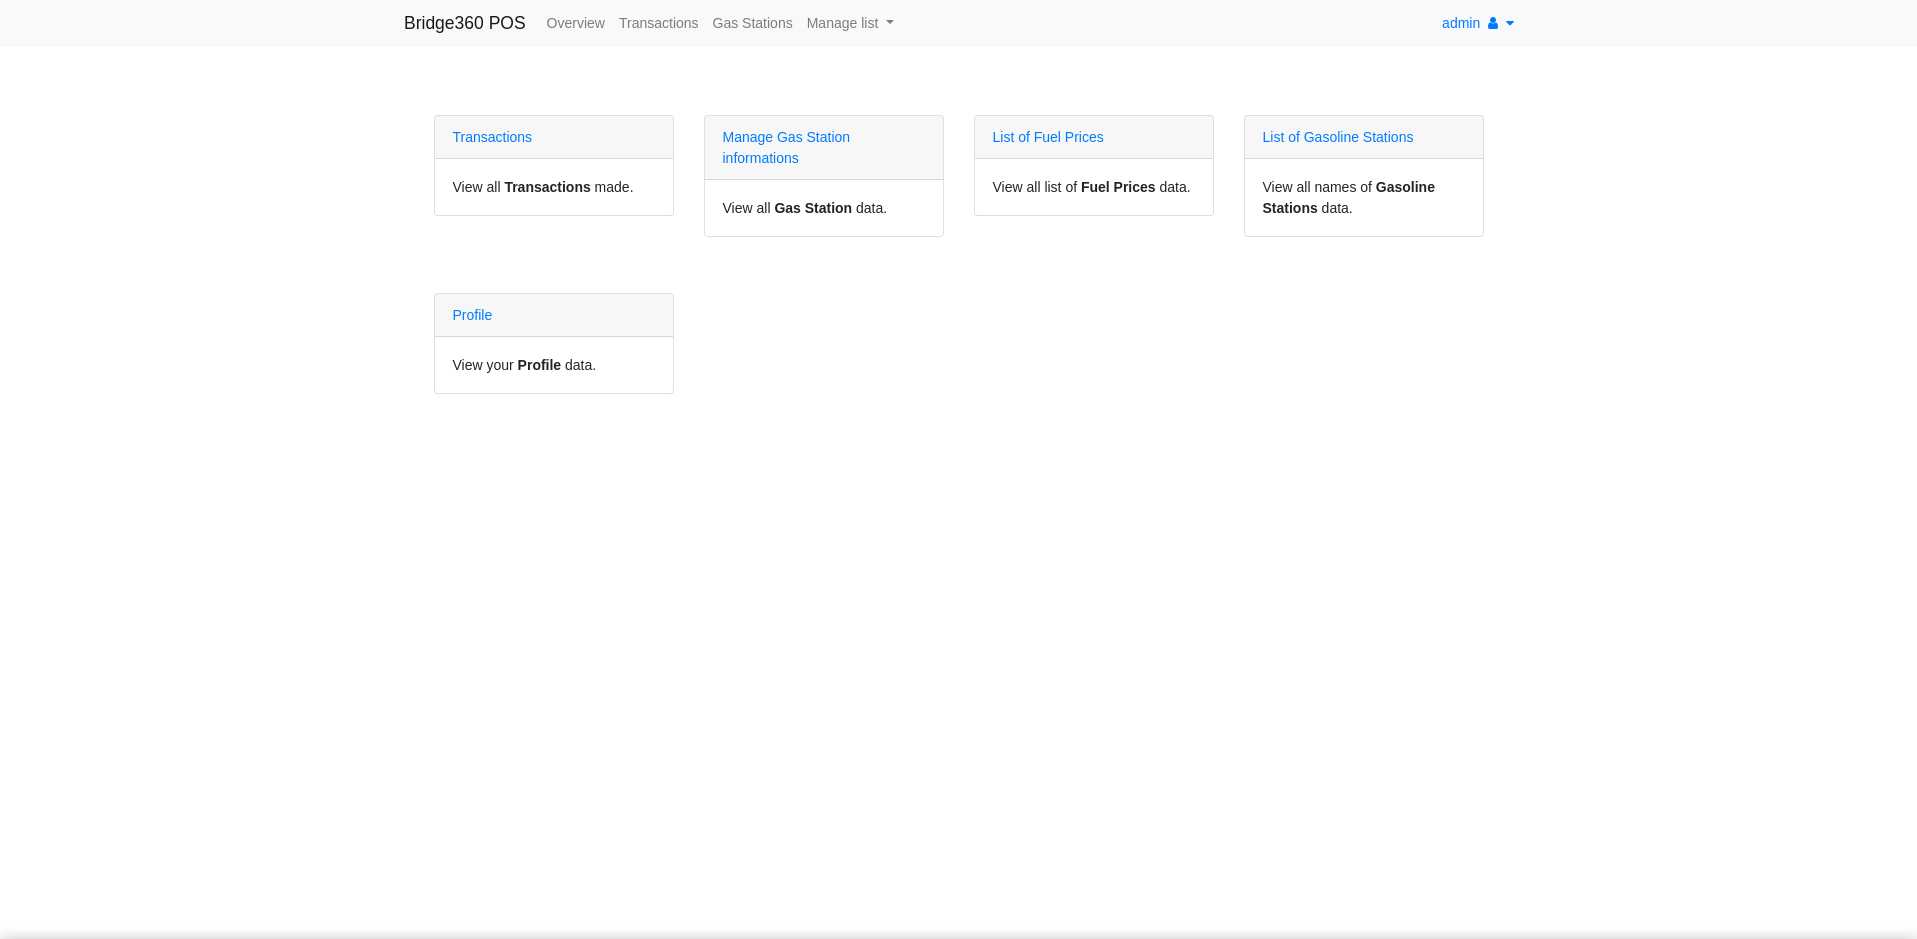 Bridge360 POS Overview Transactions Gas Stations Manage list admin
Transactions
View all Transactions made.
Manage Gas Station
informations
View all Gas Station data.
List of Fuel Prices
View all list of Fuel Prices data.
List of Gasoline Stations
View all names of Gasoline
Stations data.
Profile
View your Profile data.